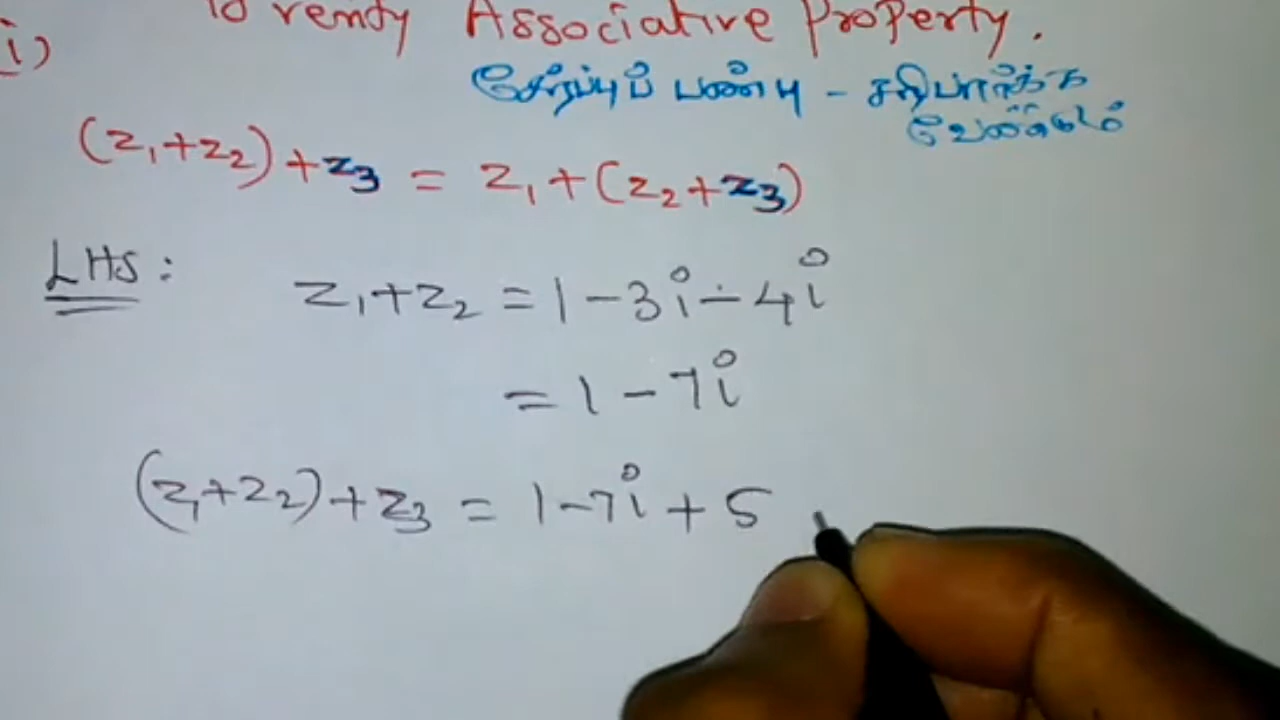 i) To verify Associative Property.
சேர்ப்புப் பண்பு - சரிபார்க்க
வேண்டும்
(z₁+z₂)+z₃ = z₁+(z₂+z₃)
LHS: z₁+z₂ = 1-3i-4i
= 1-7i
(z₁+z₂)+z₃ = 1-7i+5